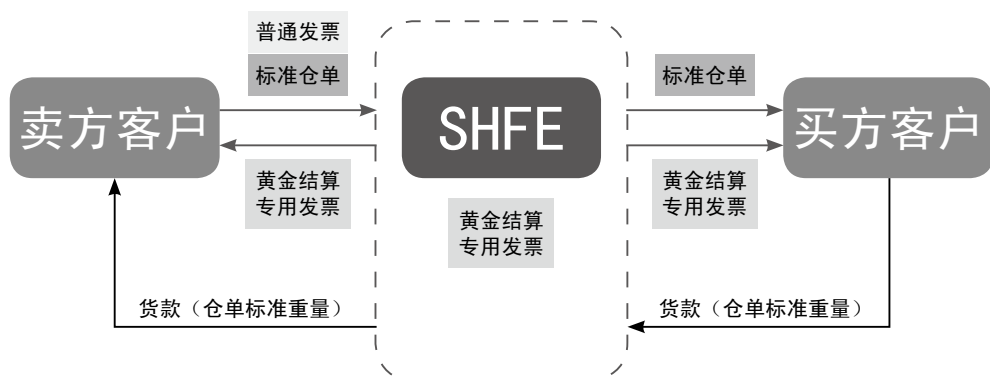 普通发票
标准仓单
标准仓单
卖方客户
SHFE
买方客户
黄金结算
专用发票
黄金结算
专用发票
黄金结算
专用发票
货款（仓单标准重量）
货款（仓单标准重量）